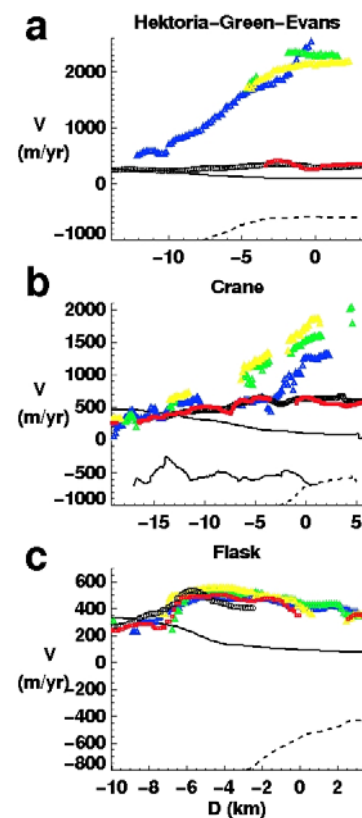 a
Hektoria-Green-Evans
V
(m/yr)
2000
1000
0
-1000
-10
-5
0
b
Crane
V
(m/yr)
2000
1500
1000
500
0
-500
-1000
-15
-10
-5
0
5
c
Flask
V
(m/yr)
600
400
200
0
-200
-400
-600
-800
-10
-8
-6
-4
-2
0
2
D (km)